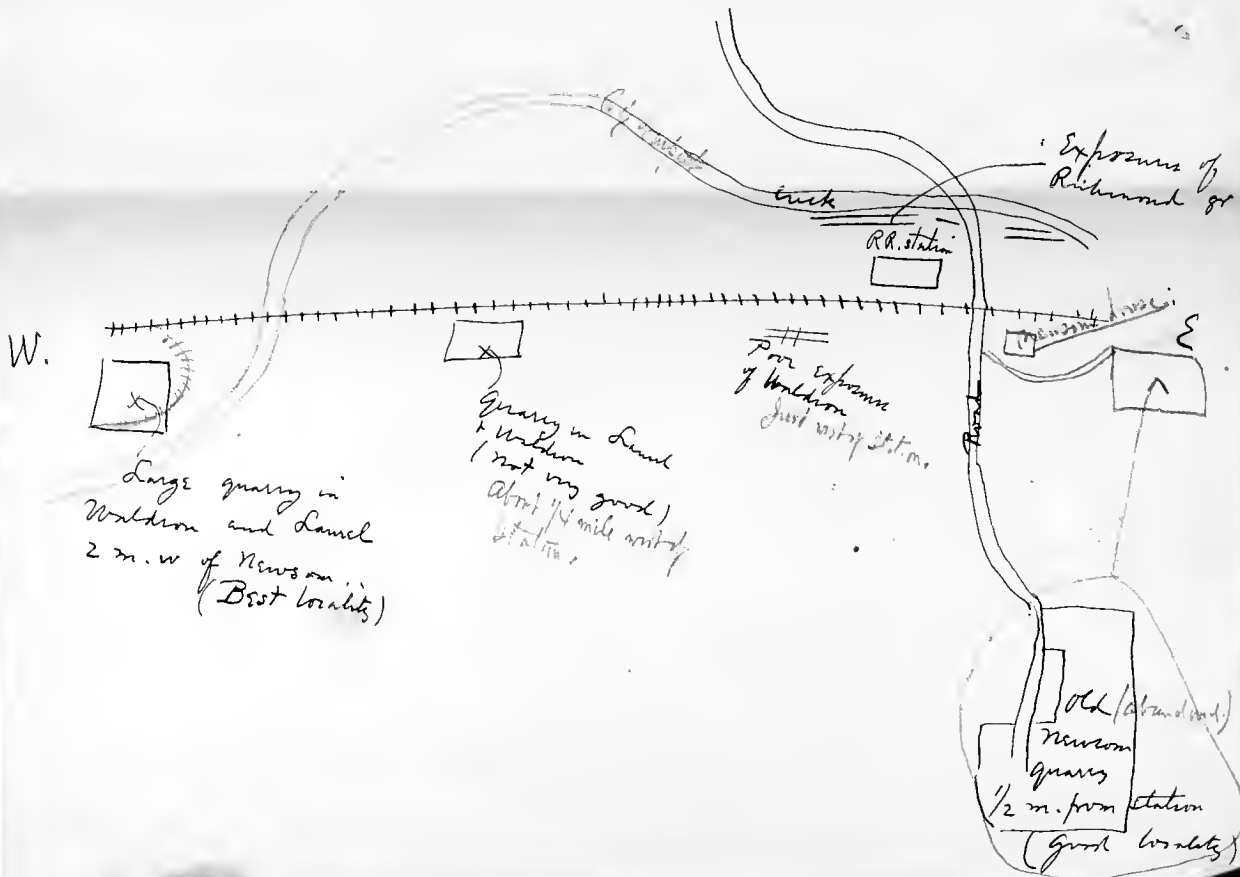 Exposures of
Richmond gr
creek
RR. station
W.
E
Newsom's house
Road
Poor exposure
of Waldron
Just west of station.
Quarry in Laurel
+ Waldron
(not very good)
About 1/4 mile west of
station.
Large quarry in
Waldron and Laurel
2 m. w of Newsom..
(Best locality)
Old (abandoned.)
Newsom
quarry
1/2 m. from station
(good locality)